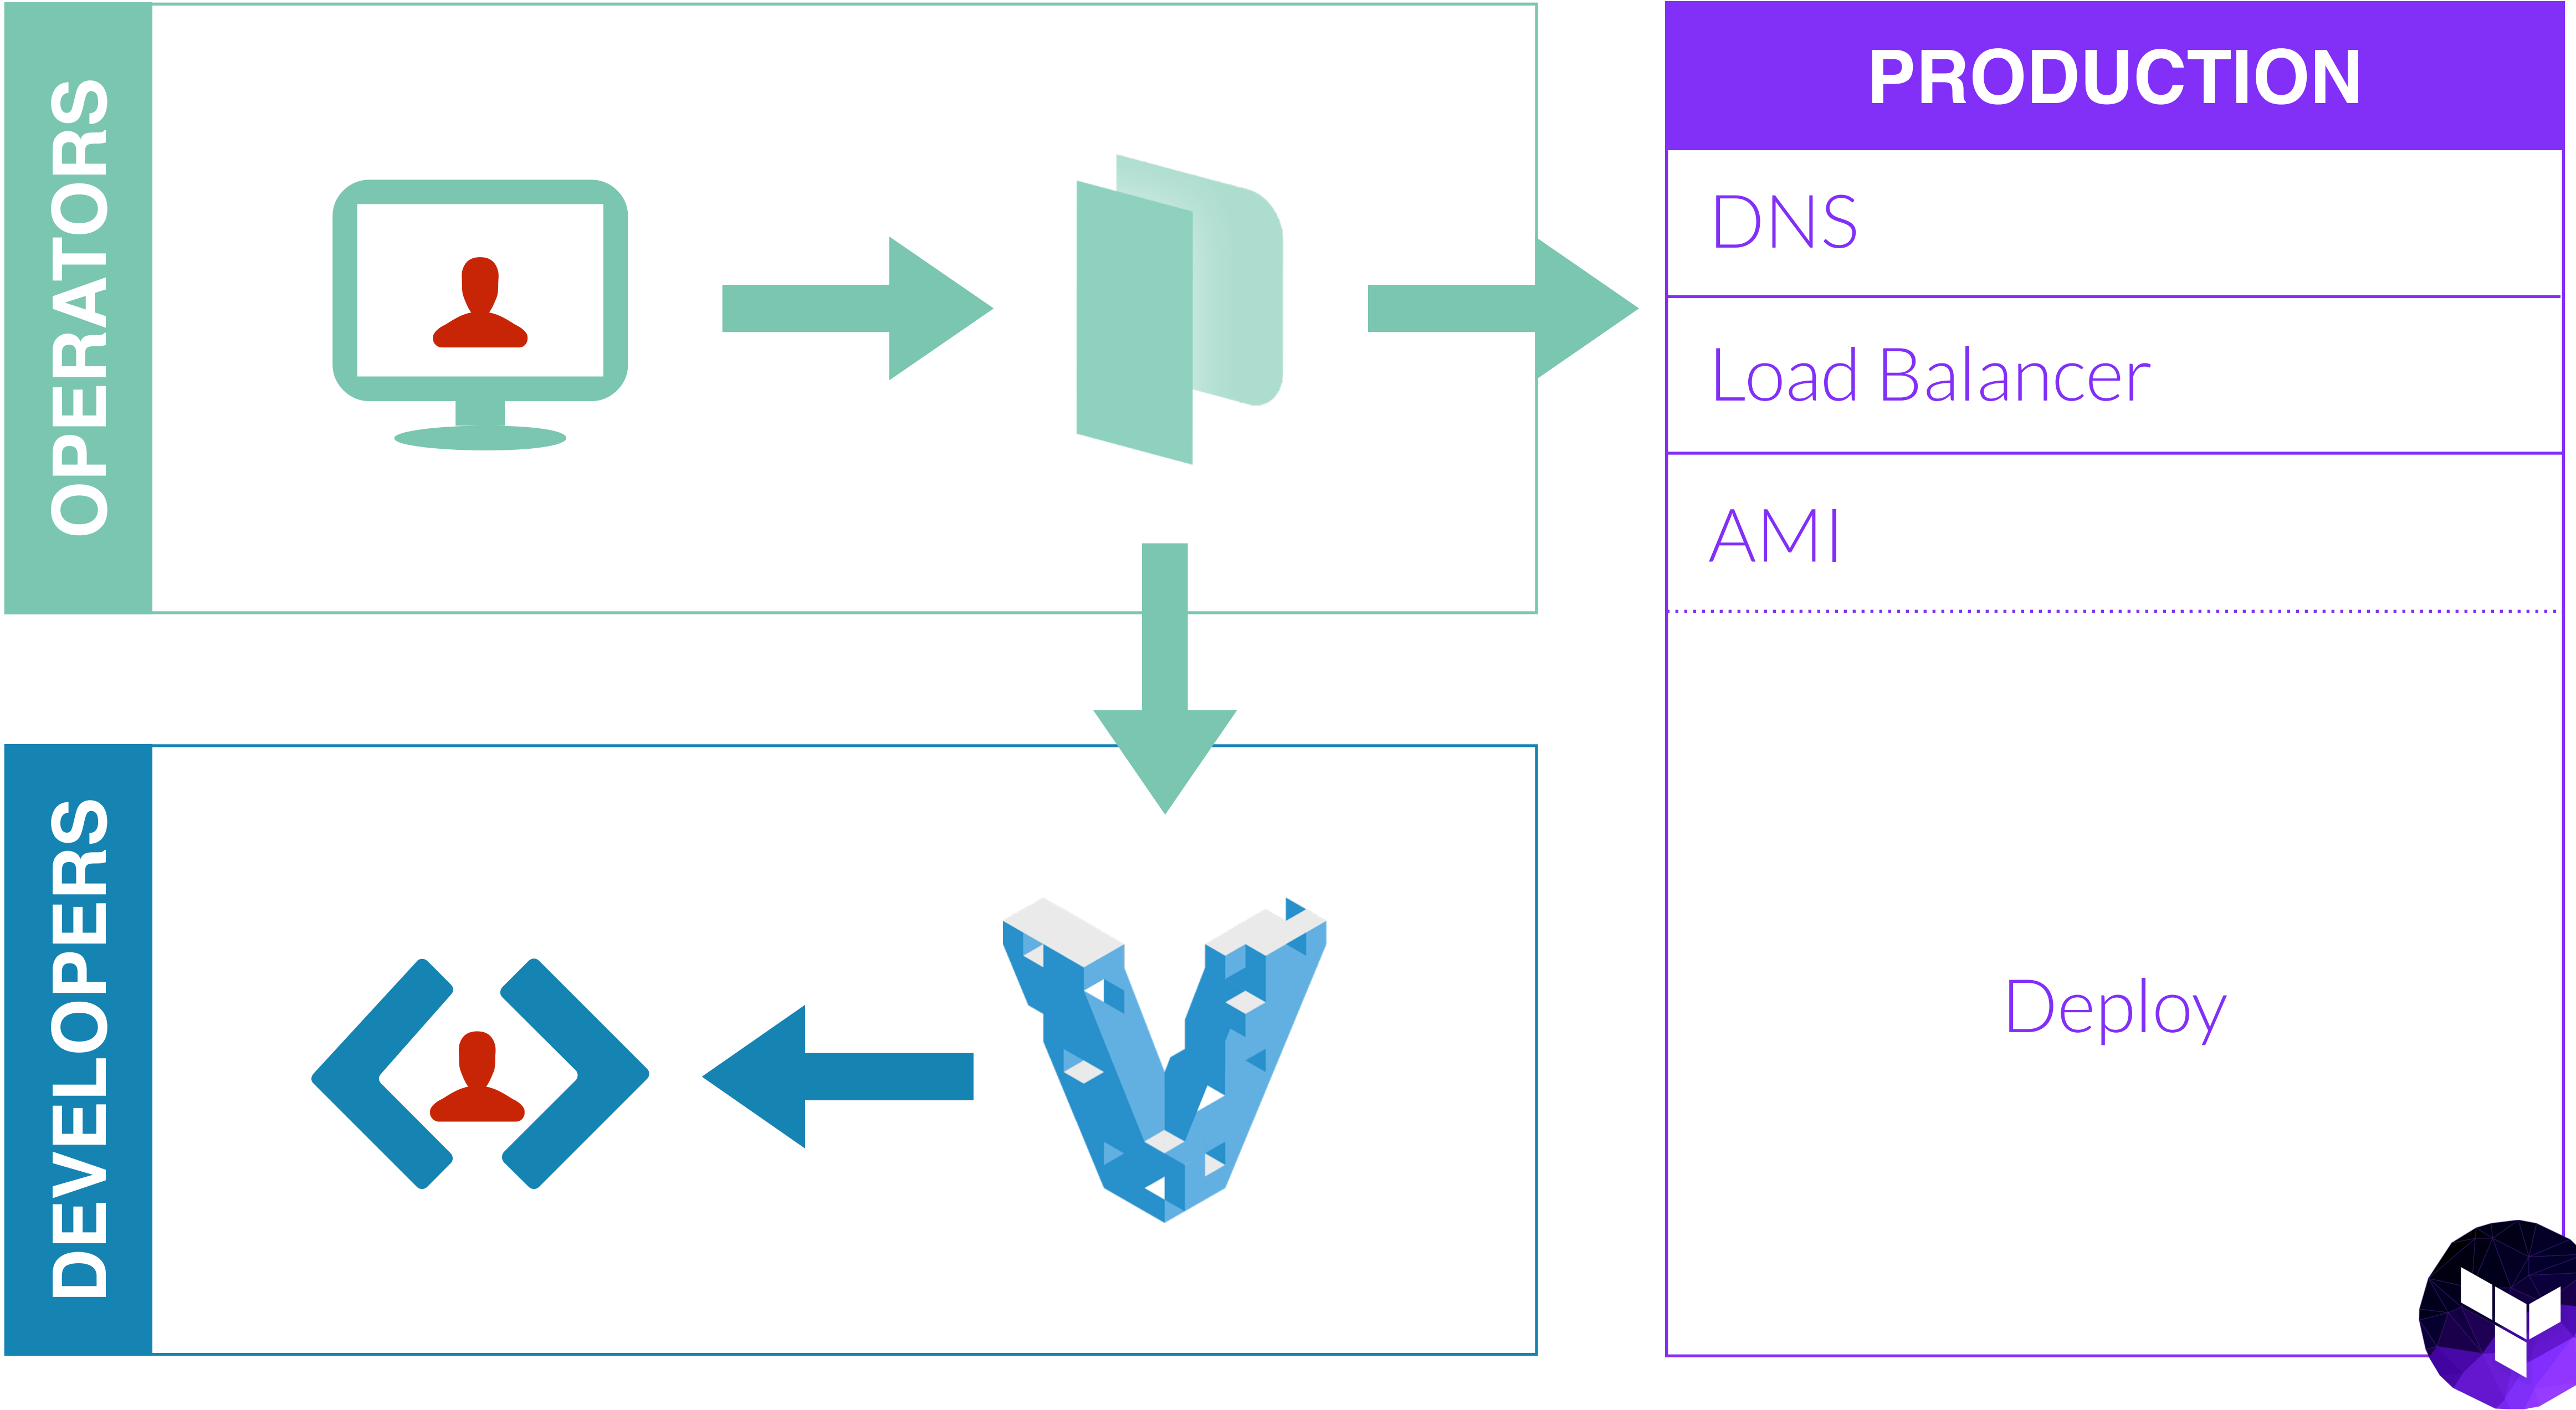 OPERATORS
DEVELOPERS
PRODUCTION
DNS
Load Balancer
AMI
Deploy